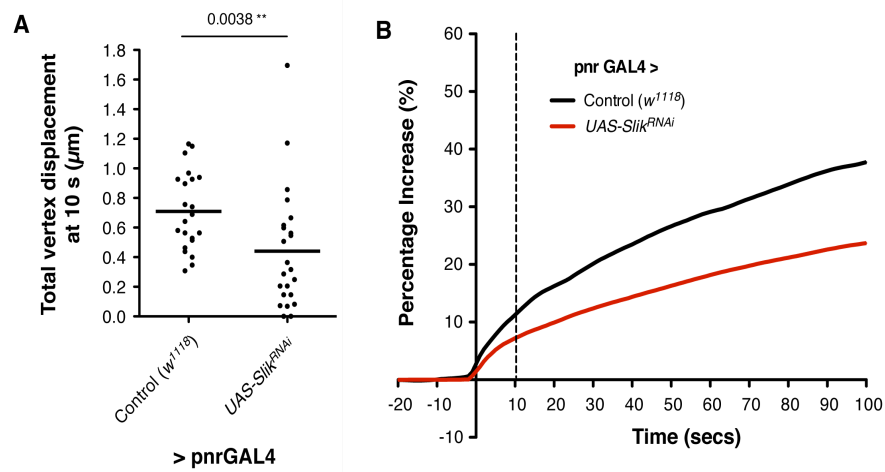 A
0.0038 **
Total vertex displacement
at 10 s (µm)
1.8
1.6
1.4
1.2
1.0
0.8
0.6
0.4
0.2
0.0
Control (w1118)
UAS-SlikRNAi
> pnrGAL4
B
Percentage Increase (%)
60
50
40
30
20
10
-10
pnr GAL4 >
Control (w1118)
UAS-SlikRNAi
-20 -10 10 20 30 40 50 60 70 80 90 100
Time (secs)